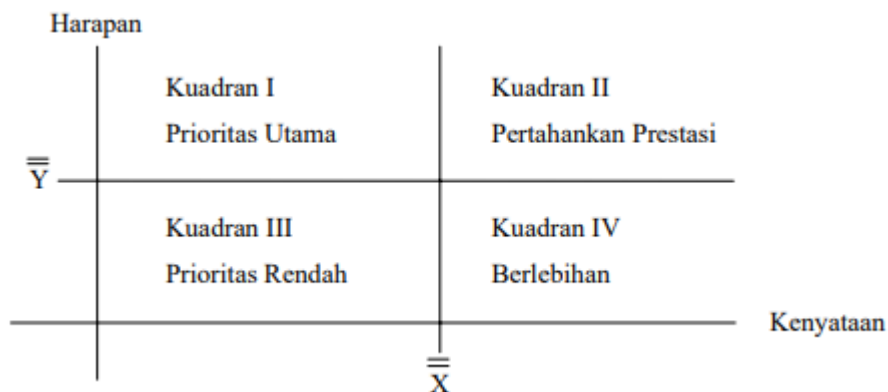 Harapan
Kuadran I
Prioritas Utama
Kuadran II
Pertahankan Prestasi
Y
Kuadran III
Prioritas Rendah
Kuadran IV
Berlebihan
Kenyataan
X